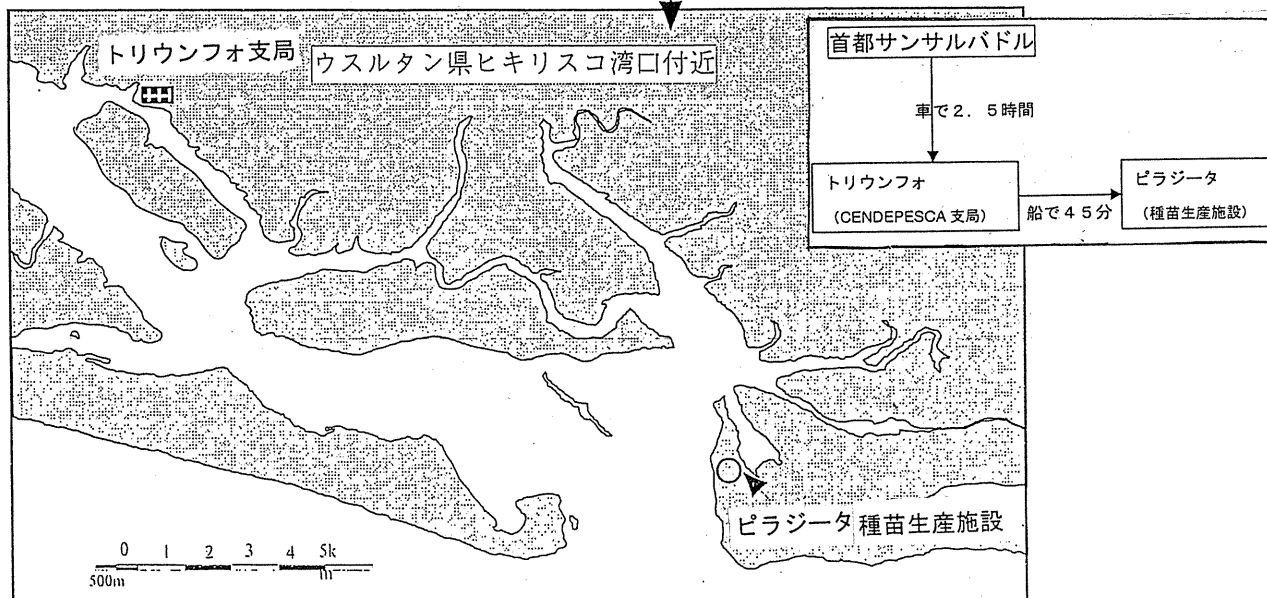 トリウンフォ支局
ウスルタン県ヒキリスコ湾口付近
首都サンサルバドル
車で2.5時間
トリウンフォ
(CENDEPESCA 支局)
船で45分
ピラジータ
(種苗生産施設)
ピラジータ 種苗生産施設
0 1 2 3 4 5k
m
500m